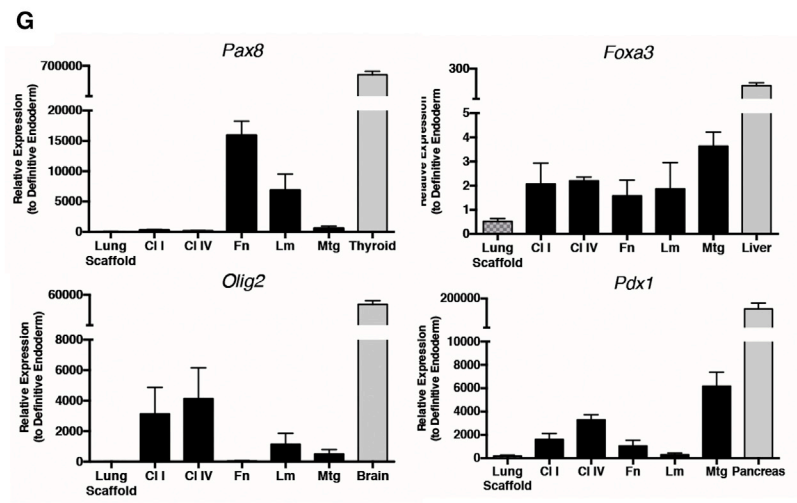 G
Pax8
Relative Expression
(to Definitive Endoderm)
700000
20000
15000
10000
5000
0
Lung Scaffold
Cl I
Cl IV
Fn
Lm
Mtg
Thyroid
Foxa3
Relative Expression
(to Definitive Endoderm
300
5
4
3
2
1
0
Lung Scaffold
Cl I
Cl IV
Fn
Lm
Mtg
Liver
Olig2
Relative Expression
(to Definitive Endoderm)
60000
8000
6000
4000
2000
0
Lung Scaffold
Cl I
Cl IV
Fn
Lm
Mtg
Brain
Pdx1
Relative Expression
(to Definitive Endoderm)
200000
10000
8000
6000
4000
2000
0
Lung Scaffold
Cl I
Cl IV
Fn
Lm
Mtg
Pancreas